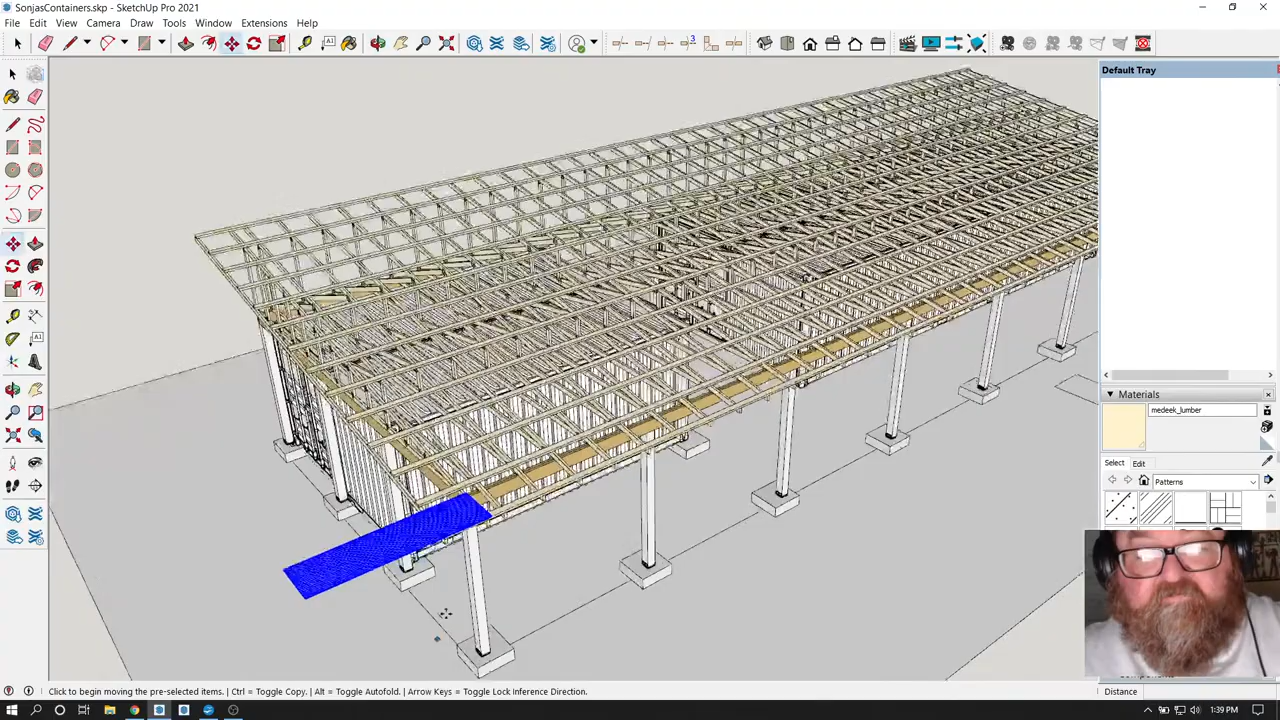 SonjasContainers.skp - SketchUp Pro 2021
File Edit View Camera Draw Tools Window Extensions Help
3
Default Tray
Materials
medeek_lumber
Select Edit
Patterns
Click to begin moving the pre-selected items. | Ctrl = Toggle Copy. | Alt = Toggle Autofold. | Arrow Keys = Toggle Lock Inference Direction.
Distance
1:39 PM